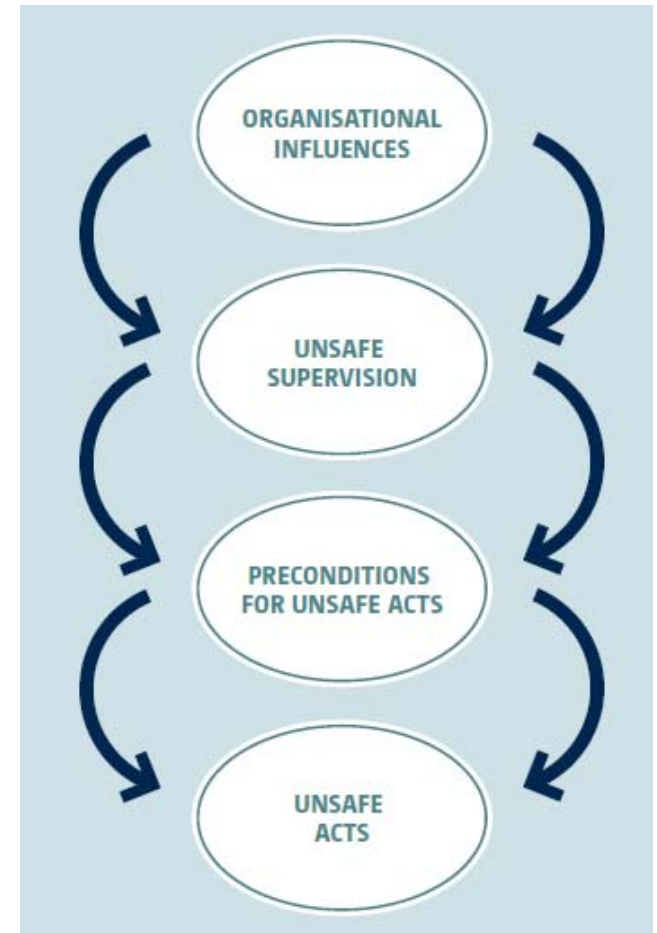 ORGANISATIONAL
INFLUENCES
UNSAFE
SUPERVISION
PRECONDITIONS
FOR UNSAFE ACTS
UNSAFE
ACTS